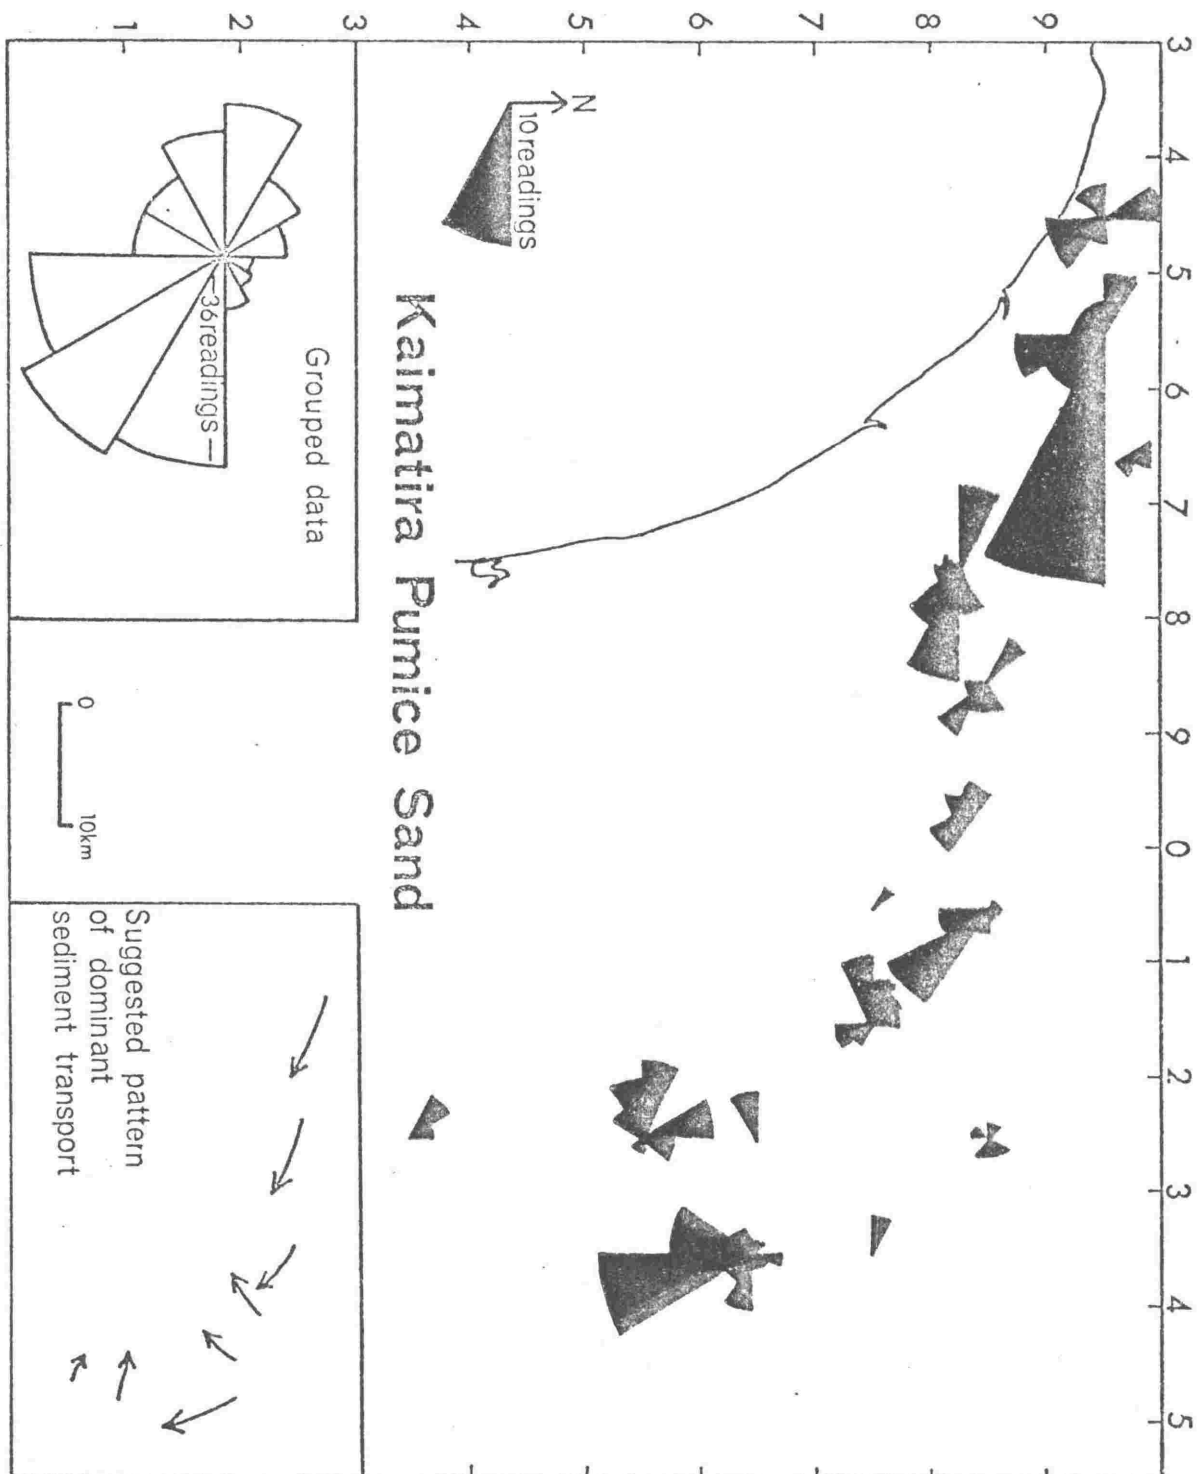 3 4 5 6 7 8 9 0 1 2 3 4 5
9
8
7
6
5
4
3
2
1
N
10 readings
Kaimatira Pumice Sand
Grouped data
36 readings
0 10km
Suggested pattern
of dominant
sediment transport